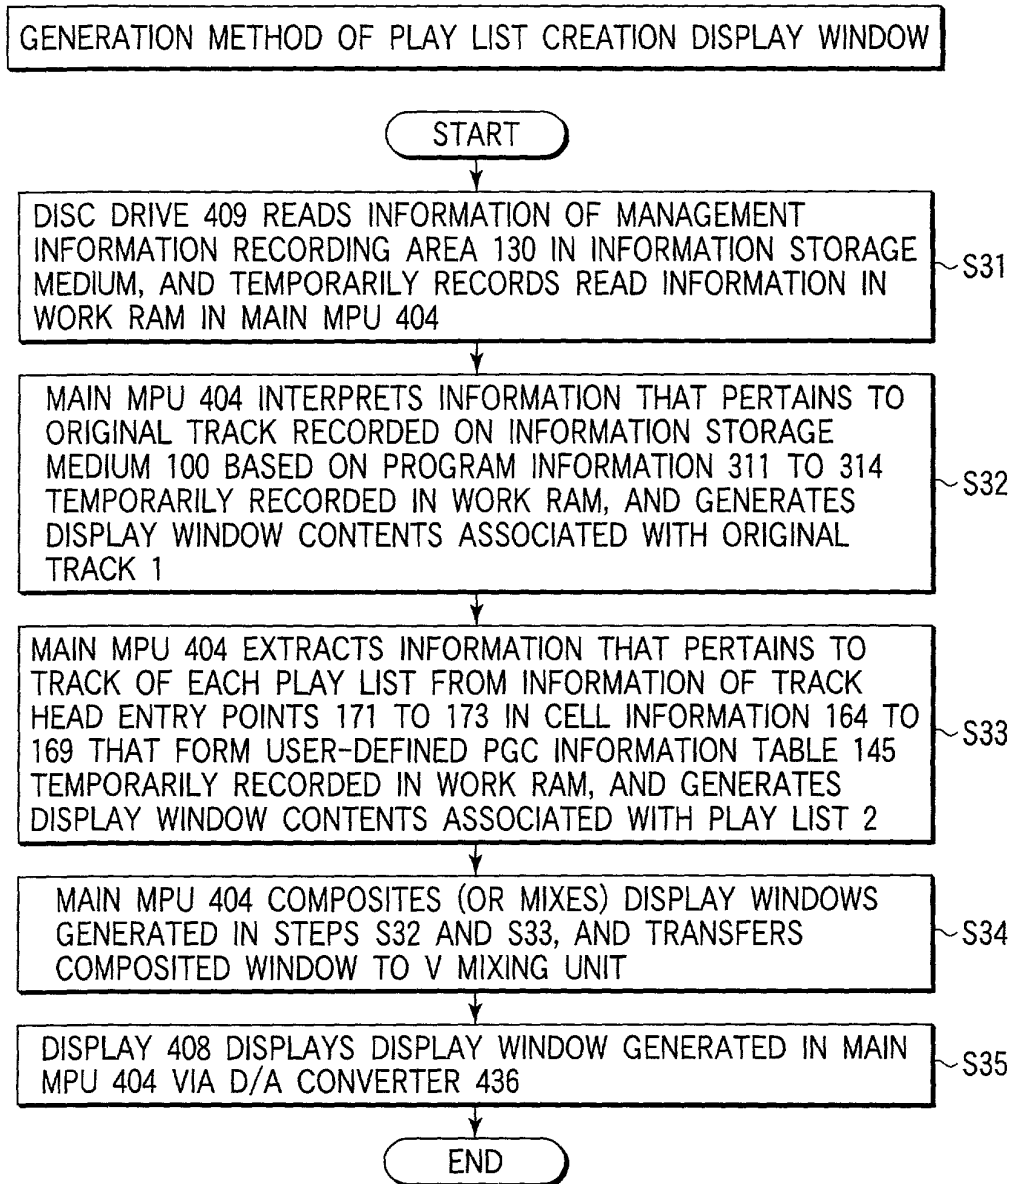 GENERATION METHOD OF PLAY LIST CREATION DISPLAY WINDOW
START
DISC DRIVE 409 READS INFORMATION OF MANAGEMENT
INFORMATION RECORDING AREA 130 IN INFORMATION STORAGE
MEDIUM, AND TEMPORARILY RECORDS READ INFORMATION IN
WORK RAM IN MAIN MPU 404
S31
MAIN MPU 404 INTERPRETS INFORMATION THAT PERTAINS TO
ORIGINAL TRACK RECORDED ON INFORMATION STORAGE
MEDIUM 100 BASED ON PROGRAM INFORMATION 311 TO 314
TEMPORARILY RECORDED IN WORK RAM, AND GENERATES
DISPLAY WINDOW CONTENTS ASSOCIATED WITH ORIGINAL
TRACK 1
S32
MAIN MPU 404 EXTRACTS INFORMATION THAT PERTAINS TO
TRACK OF EACH PLAY LIST FROM INFORMATION OF TRACK
HEAD ENTRY POINTS 171 TO 173 IN CELL INFORMATION 164 TO
169 THAT FORM USER-DEFINED PGC INFORMATION TABLE 145
TEMPORARILY RECORDED IN WORK RAM, AND GENERATES
DISPLAY WINDOW CONTENTS ASSOCIATED WITH PLAY LIST 2
S33
MAIN MPU 404 COMPOSITES (OR MIXES) DISPLAY WINDOWS
GENERATED IN STEPS S32 AND S33, AND TRANSFERS
COMPOSITED WINDOW TO V MIXING UNIT
S34
DISPLAY 408 DISPLAYS DISPLAY WINDOW GENERATED IN MAIN
MPU 404 VIA D/A CONVERTER 436
S35
END